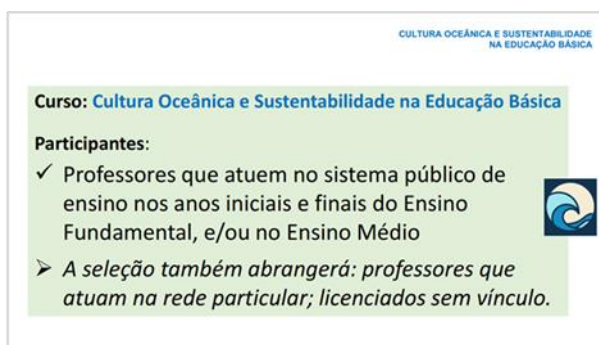 CULTURA OCEÂNICA E SUSTENTABILIDADE
NA EDUCAÇÃO BÁSICA
Curso: Cultura Oceânica e Sustentabilidade na Educação Básica
Participantes:
✓ Professores que atuem no sistema público de
ensino nos anos iniciais e finais do Ensino
Fundamental, e/ou no Ensino Médio
➢ A seleção também abrangerá: professores que
atuam na rede particular; licenciados sem vínculo.